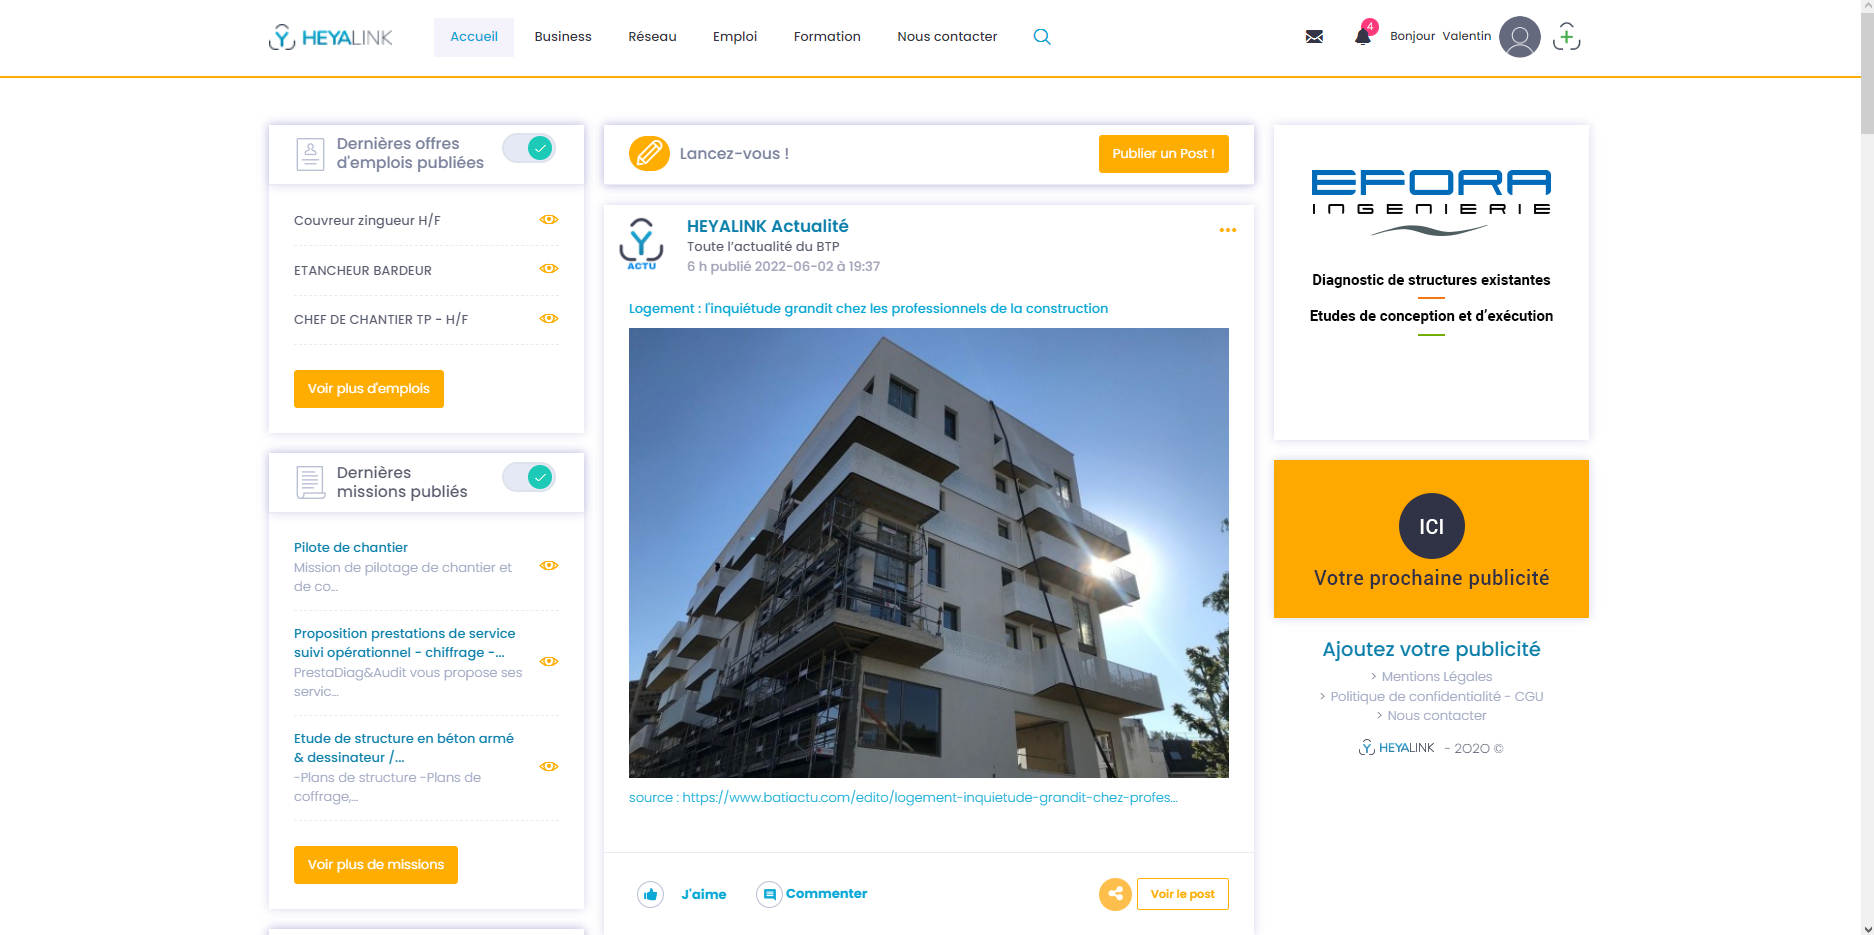 HEYALINK
Accueil
Business
Réseau
Emploi
Formation
Nous contacter
4
Bonjour Valentin
Dernières offres
d'emplois publiées
Couvreur zingueur H/F
ETANCHEUR BARDEUR
CHEF DE CHANTIER TP - H/F
Voir plus d'emplois
Dernières
missions publiés
Pilote de chantier
Mission de pilotage de chantier et
de co...
Proposition prestations de service
suivi opérationnel - chiffrage -...
PrestaDiag&Audit vous propose ses
servic...
Etude de structure en béton armé
& dessinateur /...
-Plans de structure -Plans de
coffrage,...
Voir plus de missions
Lancez-vous !
Publier un Post !
ACTU
HEYALINK Actualité
Toute l’actualité du BTP
6 h publié 2022-06-02 à 19:37
Logement : l'inquiétude grandit chez les professionnels de la construction
source : https://www.batiactu.com/edito/logement-inquietude-grandit-chez-profes...
J'aime
Commenter
Voir le post
EFORA
INGENIERIE
Diagnostic de structures existantes
Etudes de conception et d’exécution
ICI
Votre prochaine publicité
Ajoutez votre publicité
> Mentions Légales
> Politique de confidentialité - CGU
> Nous contacter
HEYALINK - 2020 ©